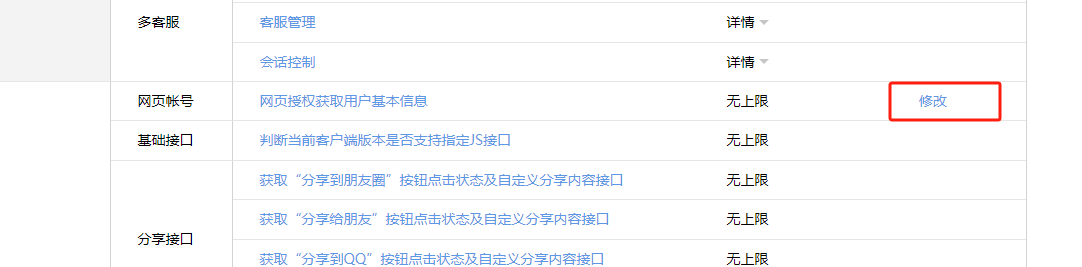 多客服 客服管理 详情
会话控制 详情
网页帐号 网页授权获取用户基本信息 无上限 修改
基础接口 判断当前客户端版本是否支持指定JS接口 无上限
获取“分享到朋友圈”按钮点击状态及自定义分享内容接口 无上限
获取“分享给朋友”按钮点击状态及自定义分享内容接口 无上限
分享接口
获取“分享到QQ”按钮点击状态及自定义分享内容接口 无上限